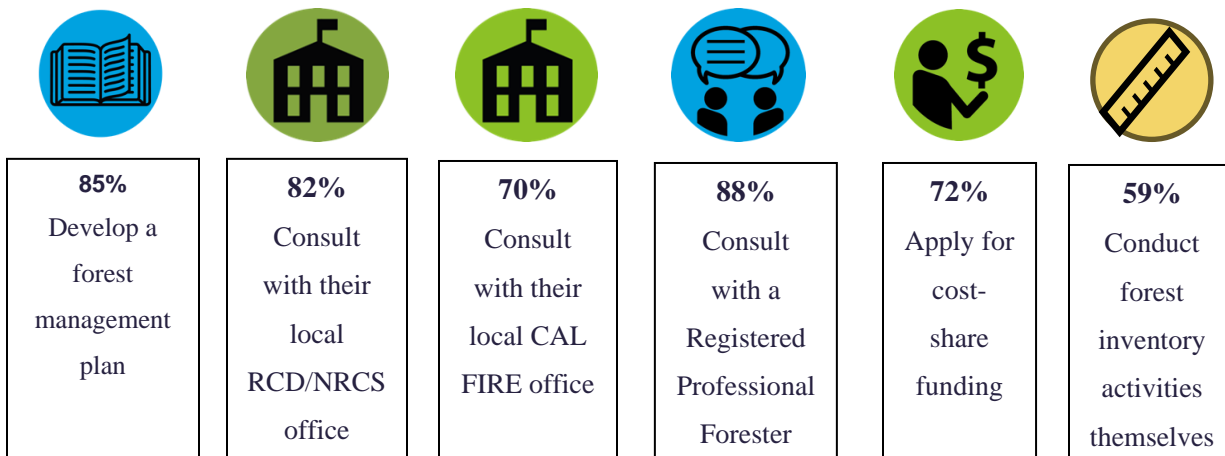 85%
Develop a
forest
management
plan
82%
Consult
with their
local
RCD/NRCS
office
70%
Consult
with their
local CAL
FIRE office
88%
Consult
with a
Registered
Professional
Forester
72%
Apply for
cost-
share
funding
59%
Conduct
forest
inventory
activities
themselves
$